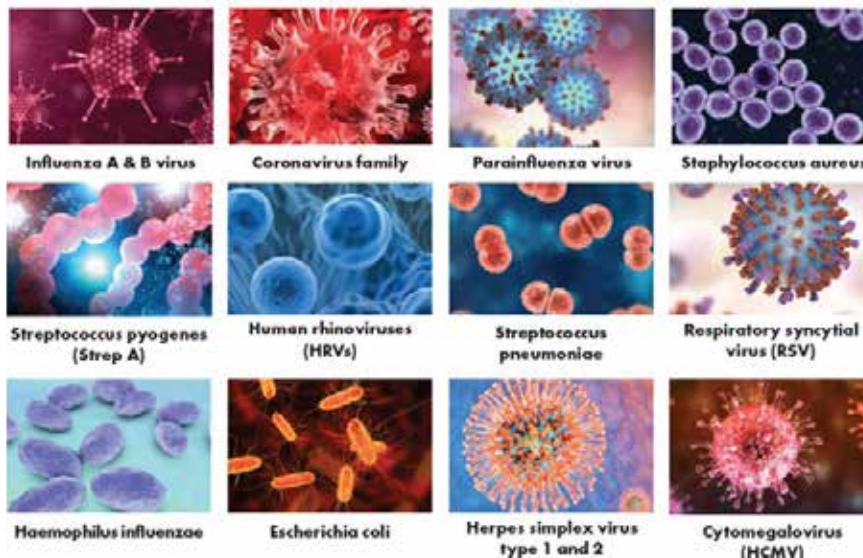 Influenza A & B virus
Coronavirus family
Parainfluenza virus
Staphylococcus aureus
Streptococcus pyogenes
(Strep A)
Human rhinoviruses
(HRVs)
Streptococcus
pneumoniae
Respiratory syncytial
virus (RSV)
Haemophilus influenzae
Escherichia coli
Herpes simplex virus
type 1 and 2
Cytomegalovirus
(HCMV)